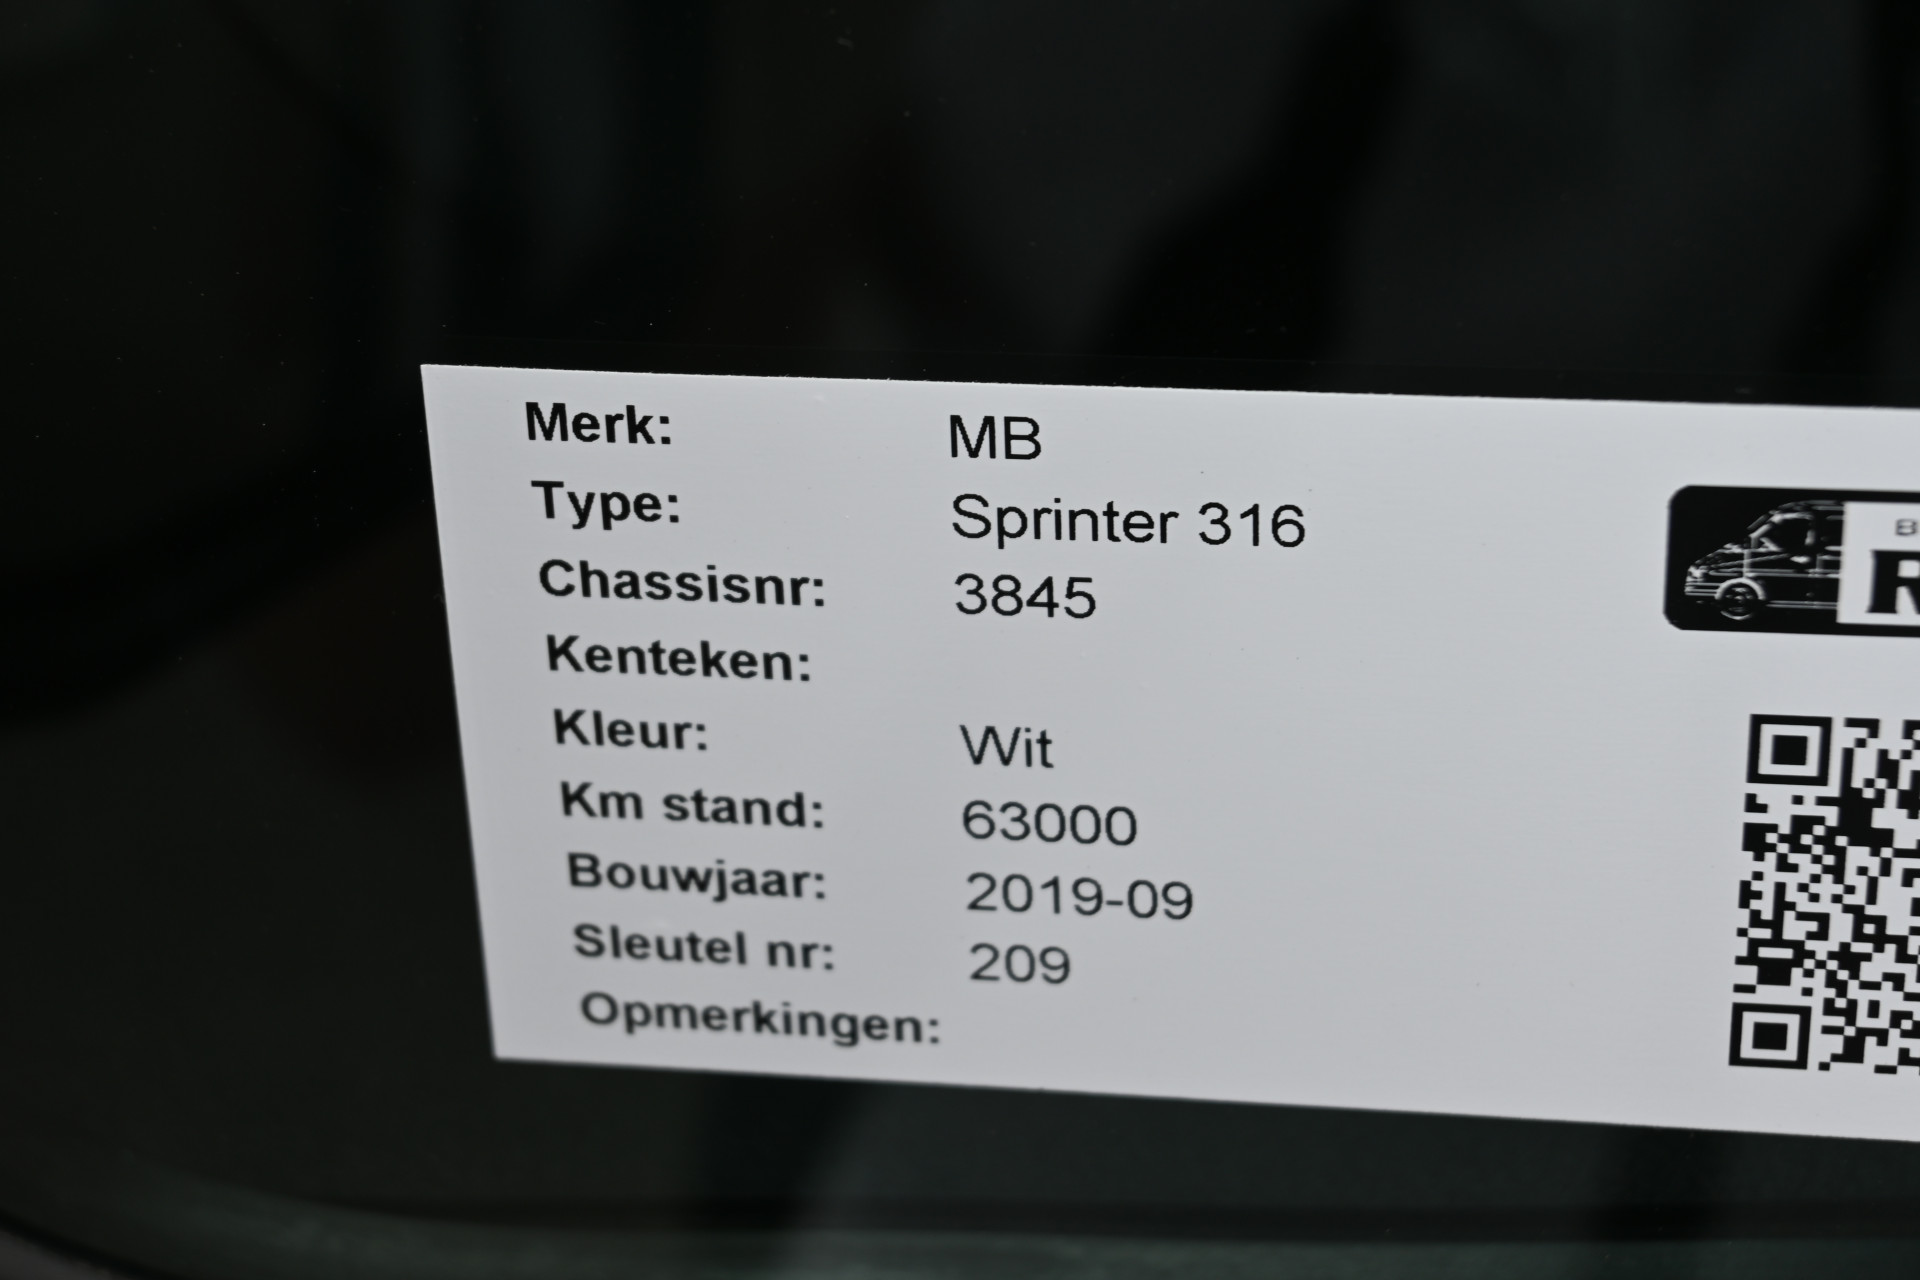 Merk: MB
Type: Sprinter 316
Chassisnr: 3845
Kenteken:
Kleur: Wit
Km stand: 63000
Bouwjaar: 2019-09
Sleutel nr: 209
Opmerkingen: